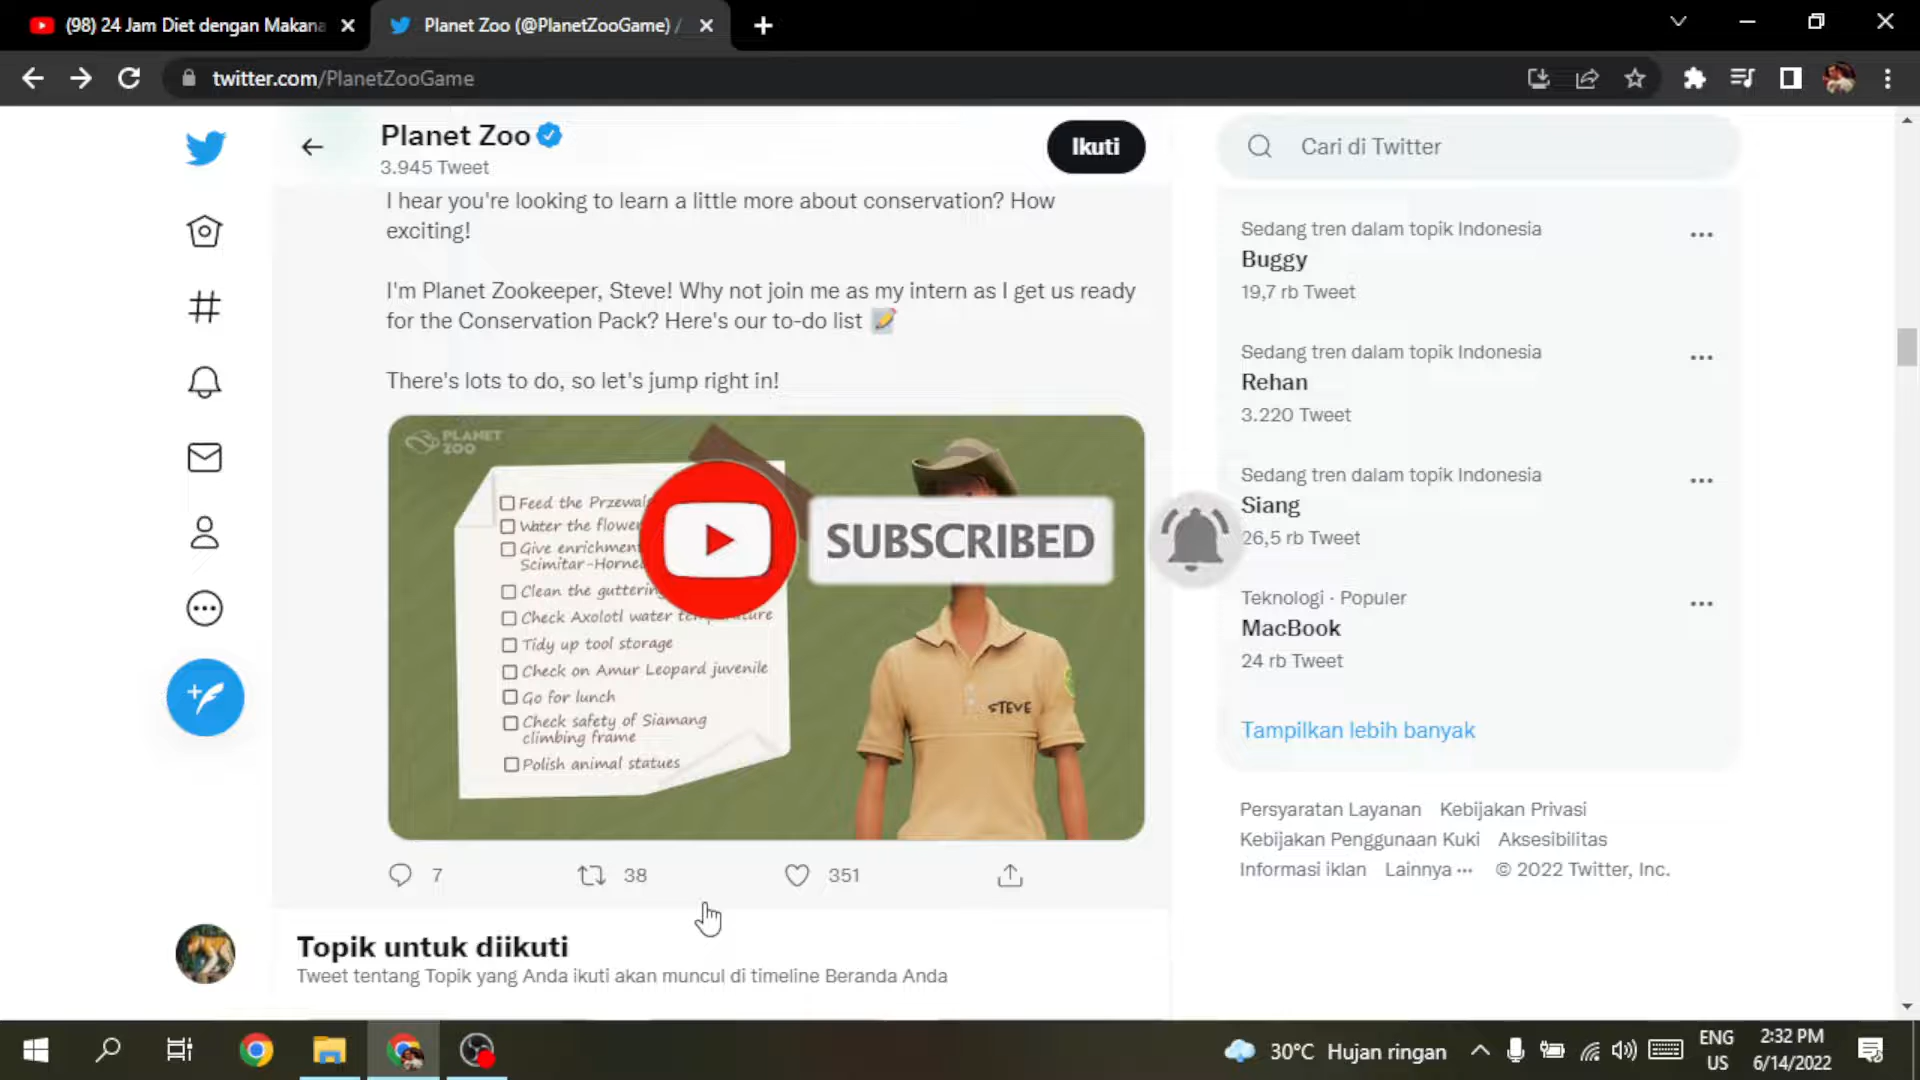 (98) 24 Jam Diet dengan Makana
Planet Zoo (@PlanetZooGame) /
twitter.com/PlanetZooGame
Planet Zoo
3.945 Tweet
Ikuti
I hear you're looking to learn a little more about conservation? How
exciting!
I'm Planet Zookeeper, Steve! Why not join me as my intern as I get us ready
for the Conservation Pack? Here's our to-do list
There's lots to do, so let's jump right in!
PLANET
ZOO
Feed the Przewal
Water the flower
Give enrichment
Scimitar-Horne
Clean the guttering
Check Axolotl water
Tidy up tool storage
Check on Amur Leopard juvenile
Go for lunch
Check safety of Siamang
climbing frame
Polish animal statues
SUBSCRIBED
STEVE
7
38
351
Topik untuk diikuti
Tweet tentang Topik yang Anda ikuti akan muncul di timeline Beranda Anda
Cari di Twitter
Sedang tren dalam topik Indonesia
Buggy
19,7 rb Tweet
Sedang tren dalam topik Indonesia
Rehan
3.220 Tweet
Sedang tren dalam topik Indonesia
Siang
26,5 rb Tweet
Teknologi · Populer
MacBook
24 rb Tweet
Tampilkan lebih banyak
Persyaratan Layanan Kebijakan Privasi
Kebijakan Penggunaan Kuki Aksesibilitas
Informasi iklan Lainnya ··· © 2022 Twitter, Inc.
30°C Hujan ringan
ENG
US
2:32 PM
6/14/2022